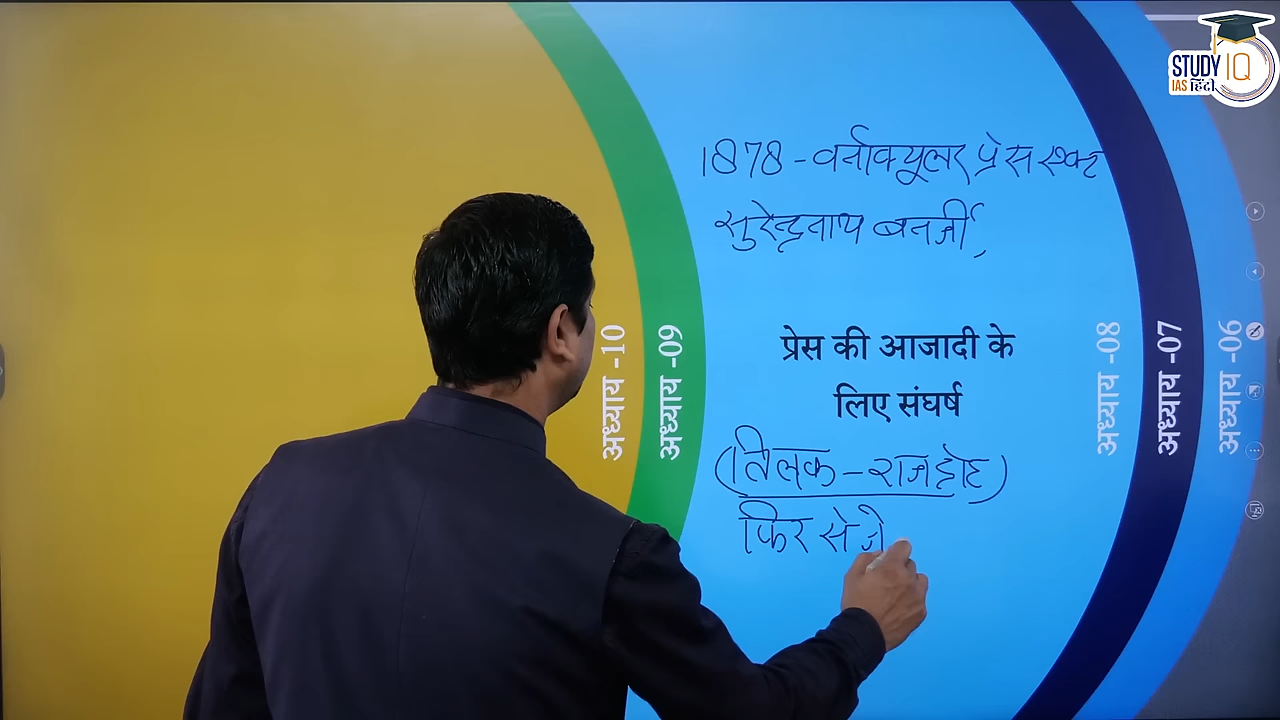 STUDY IQ
IAS हिंदी
1878 - वर्नाक्यूलर प्रेस एक्ट
सुरेन्द्रनाथ बनर्जी,
प्रेस की आजादी के
लिए संघर्ष
(तिलक - राजद्रोह)
फिर से जे
अध्याय -10
अध्याय -09
अध्याय -08
अध्याय -07
अध्याय -06